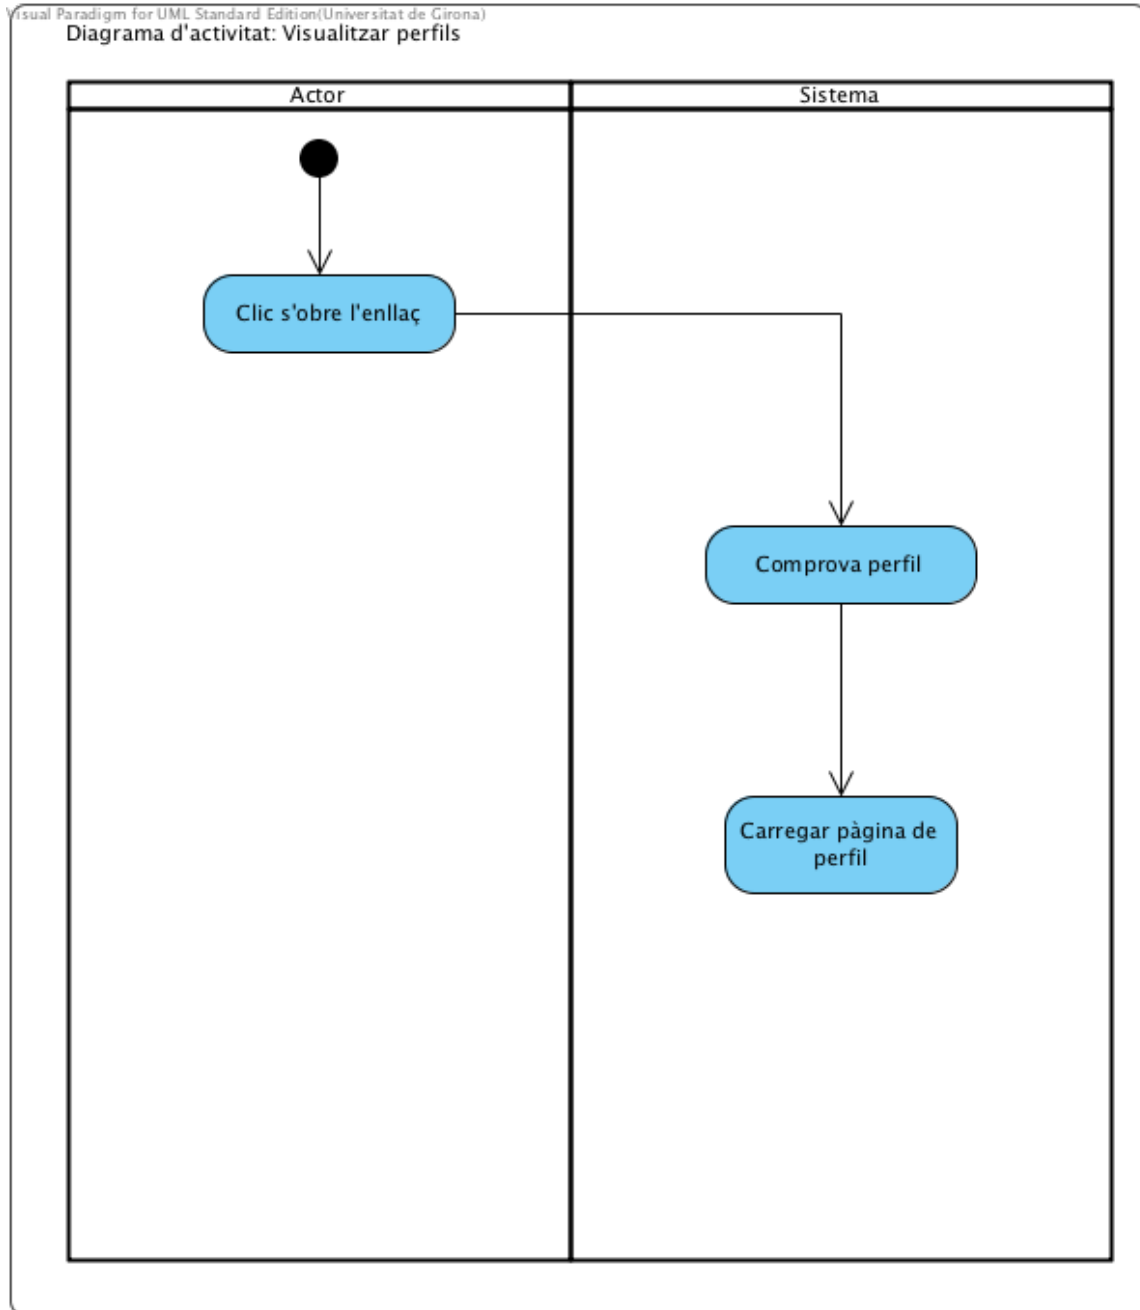 Visual Paradigm for UML Standard Edition(Universitat de Girona)
Diagrama d'activitat: Visualitzar perfils
Actor
Sistema
Clic s'obre l'enllaç
Comprova perfil
Carregar pàgina de
perfil